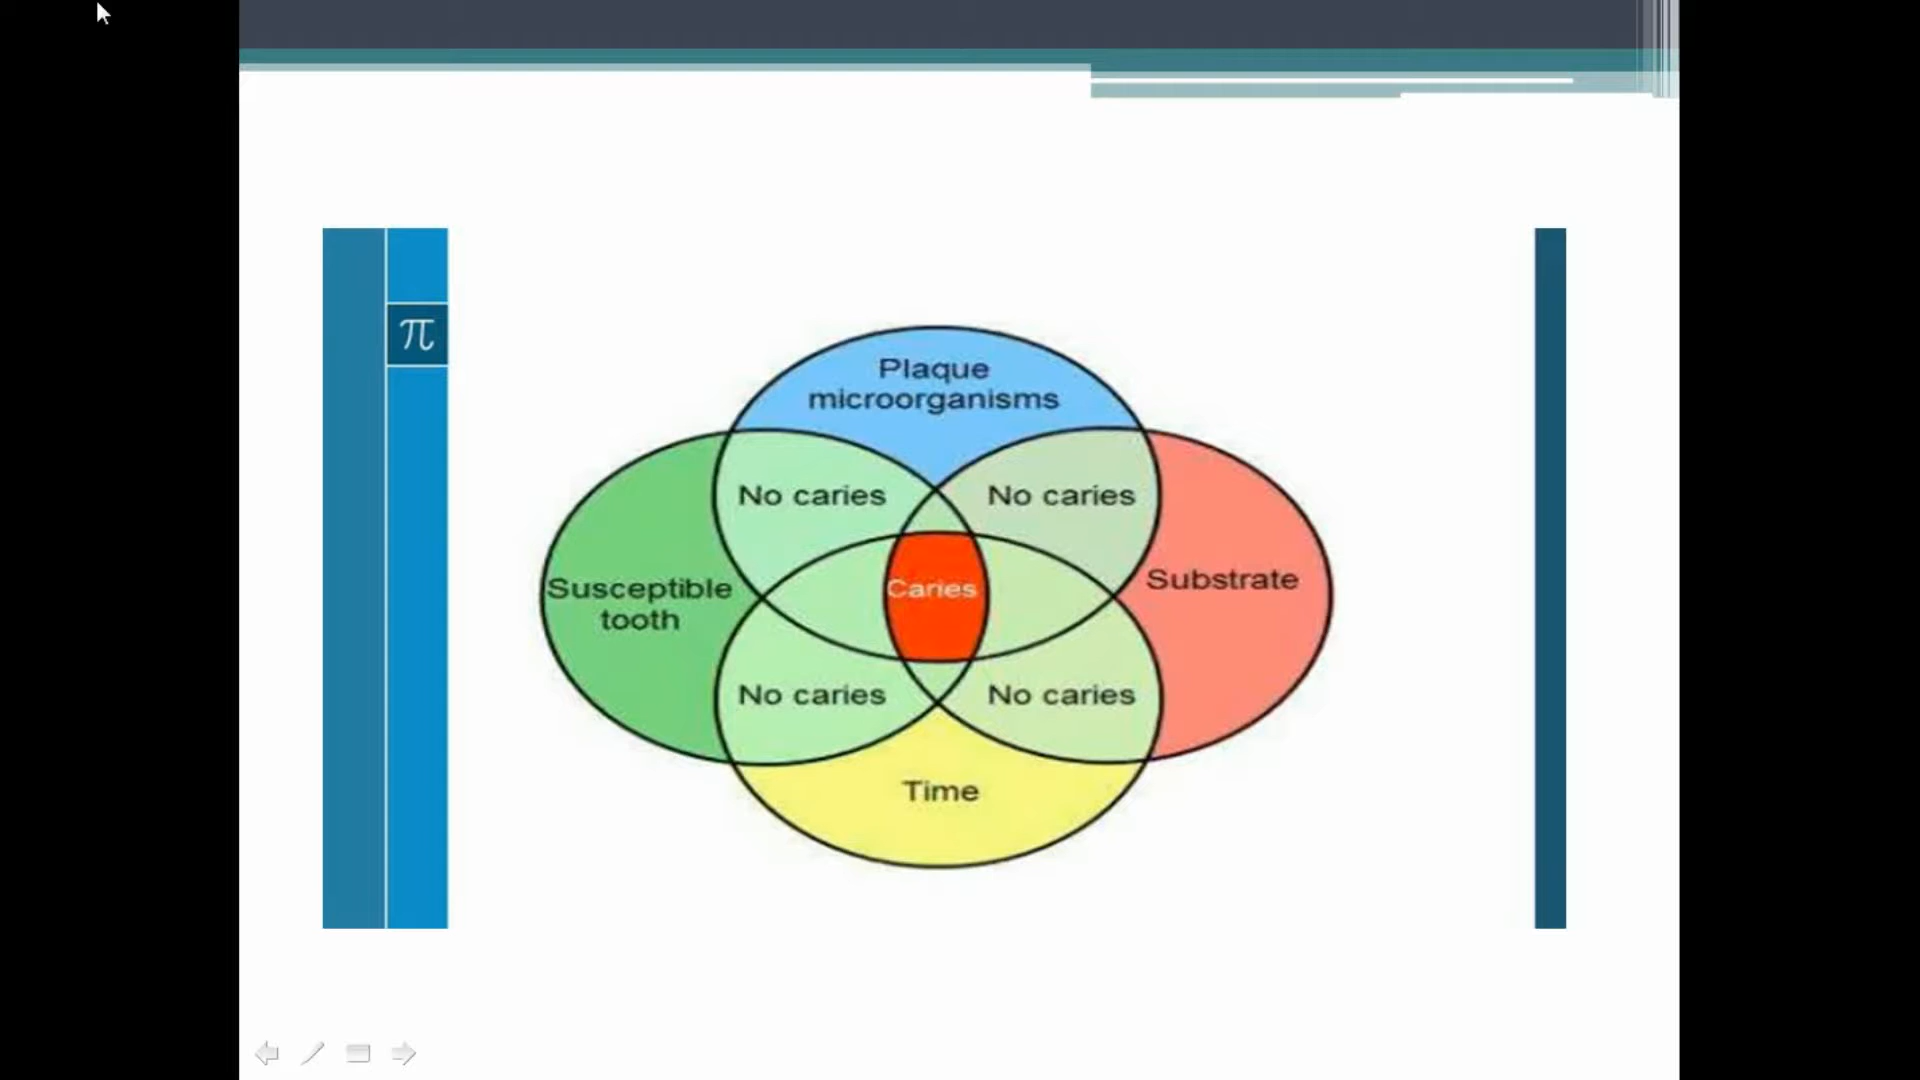 π
Plaque
microorganisms
No caries
No caries
Susceptible
tooth
Caries
Substrate
No caries
No caries
Time